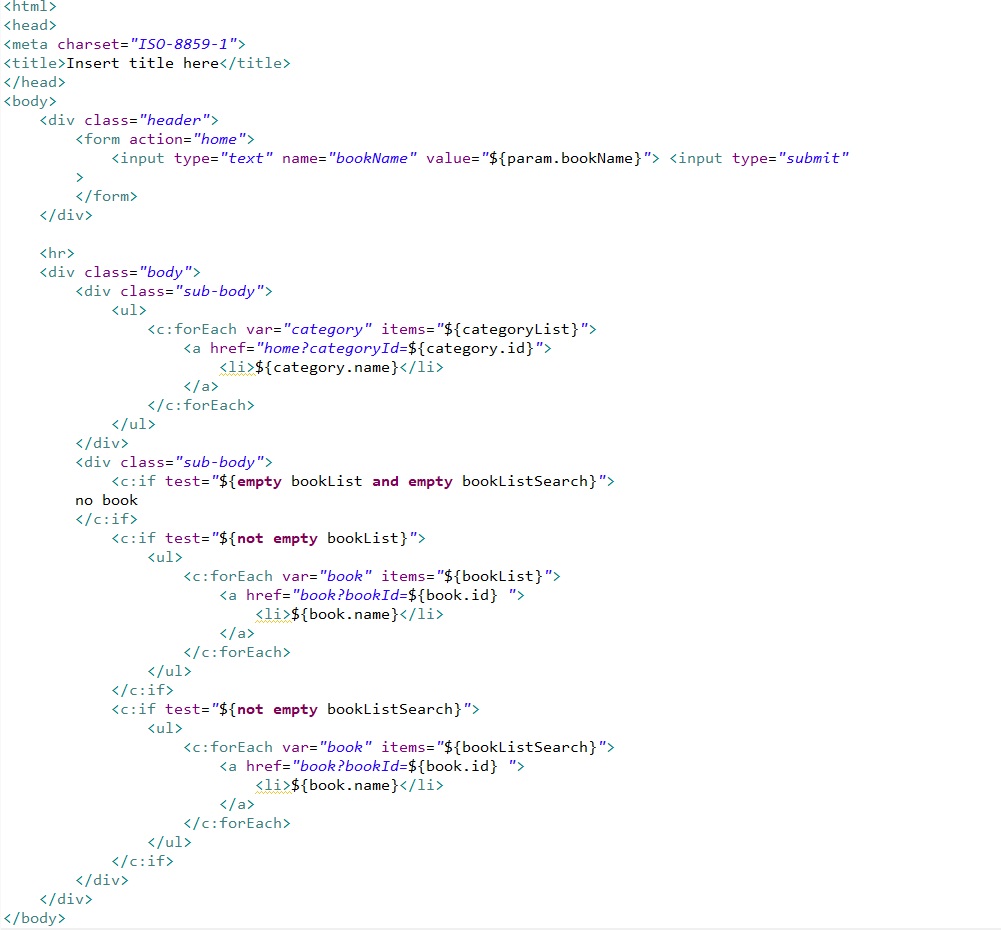 <html>
<head>
<meta charset="ISO-8859-1">
<title>Insert title here</title>
</head>
<body>
    <div class="header">
        <form action="home">
            <input type="text" name="bookName" value="${param.bookName}"> <input type="submit"
        >
        </form>
    </div>

    <hr>
    <div class="body">
        <div class="sub-body">
            <ul>
                <c:forEach var="category" items="${categoryList}">
                    <a href="home?categoryId=${category.id}">
                        <li>${category.name}</li>
                    </a>
                </c:forEach>
            </ul>
        </div>
        <div class="sub-body">
            <c:if test="${empty bookList and empty bookListSearch}">
        no book
        </c:if>
            <c:if test="${not empty bookList}">
                <ul>
                    <c:forEach var="book" items="${bookList}">
                        <a href="book?bookId=${book.id} ">
                            <li>${book.name}</li>
                        </a>
                    </c:forEach>
                </ul>
            </c:if>
            <c:if test="${not empty bookListSearch}">
                <ul>
                    <c:forEach var="book" items="${bookListSearch}">
                        <a href="book?bookId=${book.id} ">
                            <li>${book.name}</li>
                        </a>
                    </c:forEach>
                </ul>
            </c:if>
        </div>
    </div>
</body>